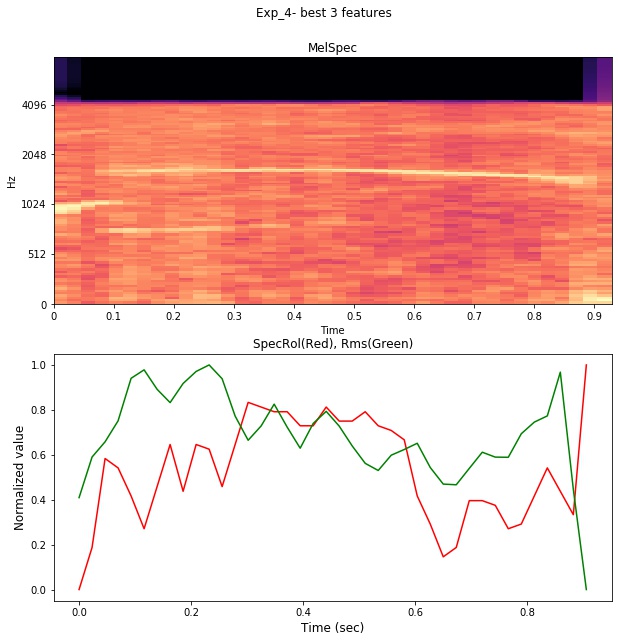 Exp_4- best 3 features
MelSpec
4096
2048
1024
512
0
Hz
0 0.1 0.2 0.3 0.4 0.5 0.6 0.7 0.8 0.9
Time
SpecRol(Red), Rms(Green)
1.0
0.8
0.6
0.4
0.2
0.0
Normalized value
0.0 0.2 0.4 0.6 0.8
Time (sec)